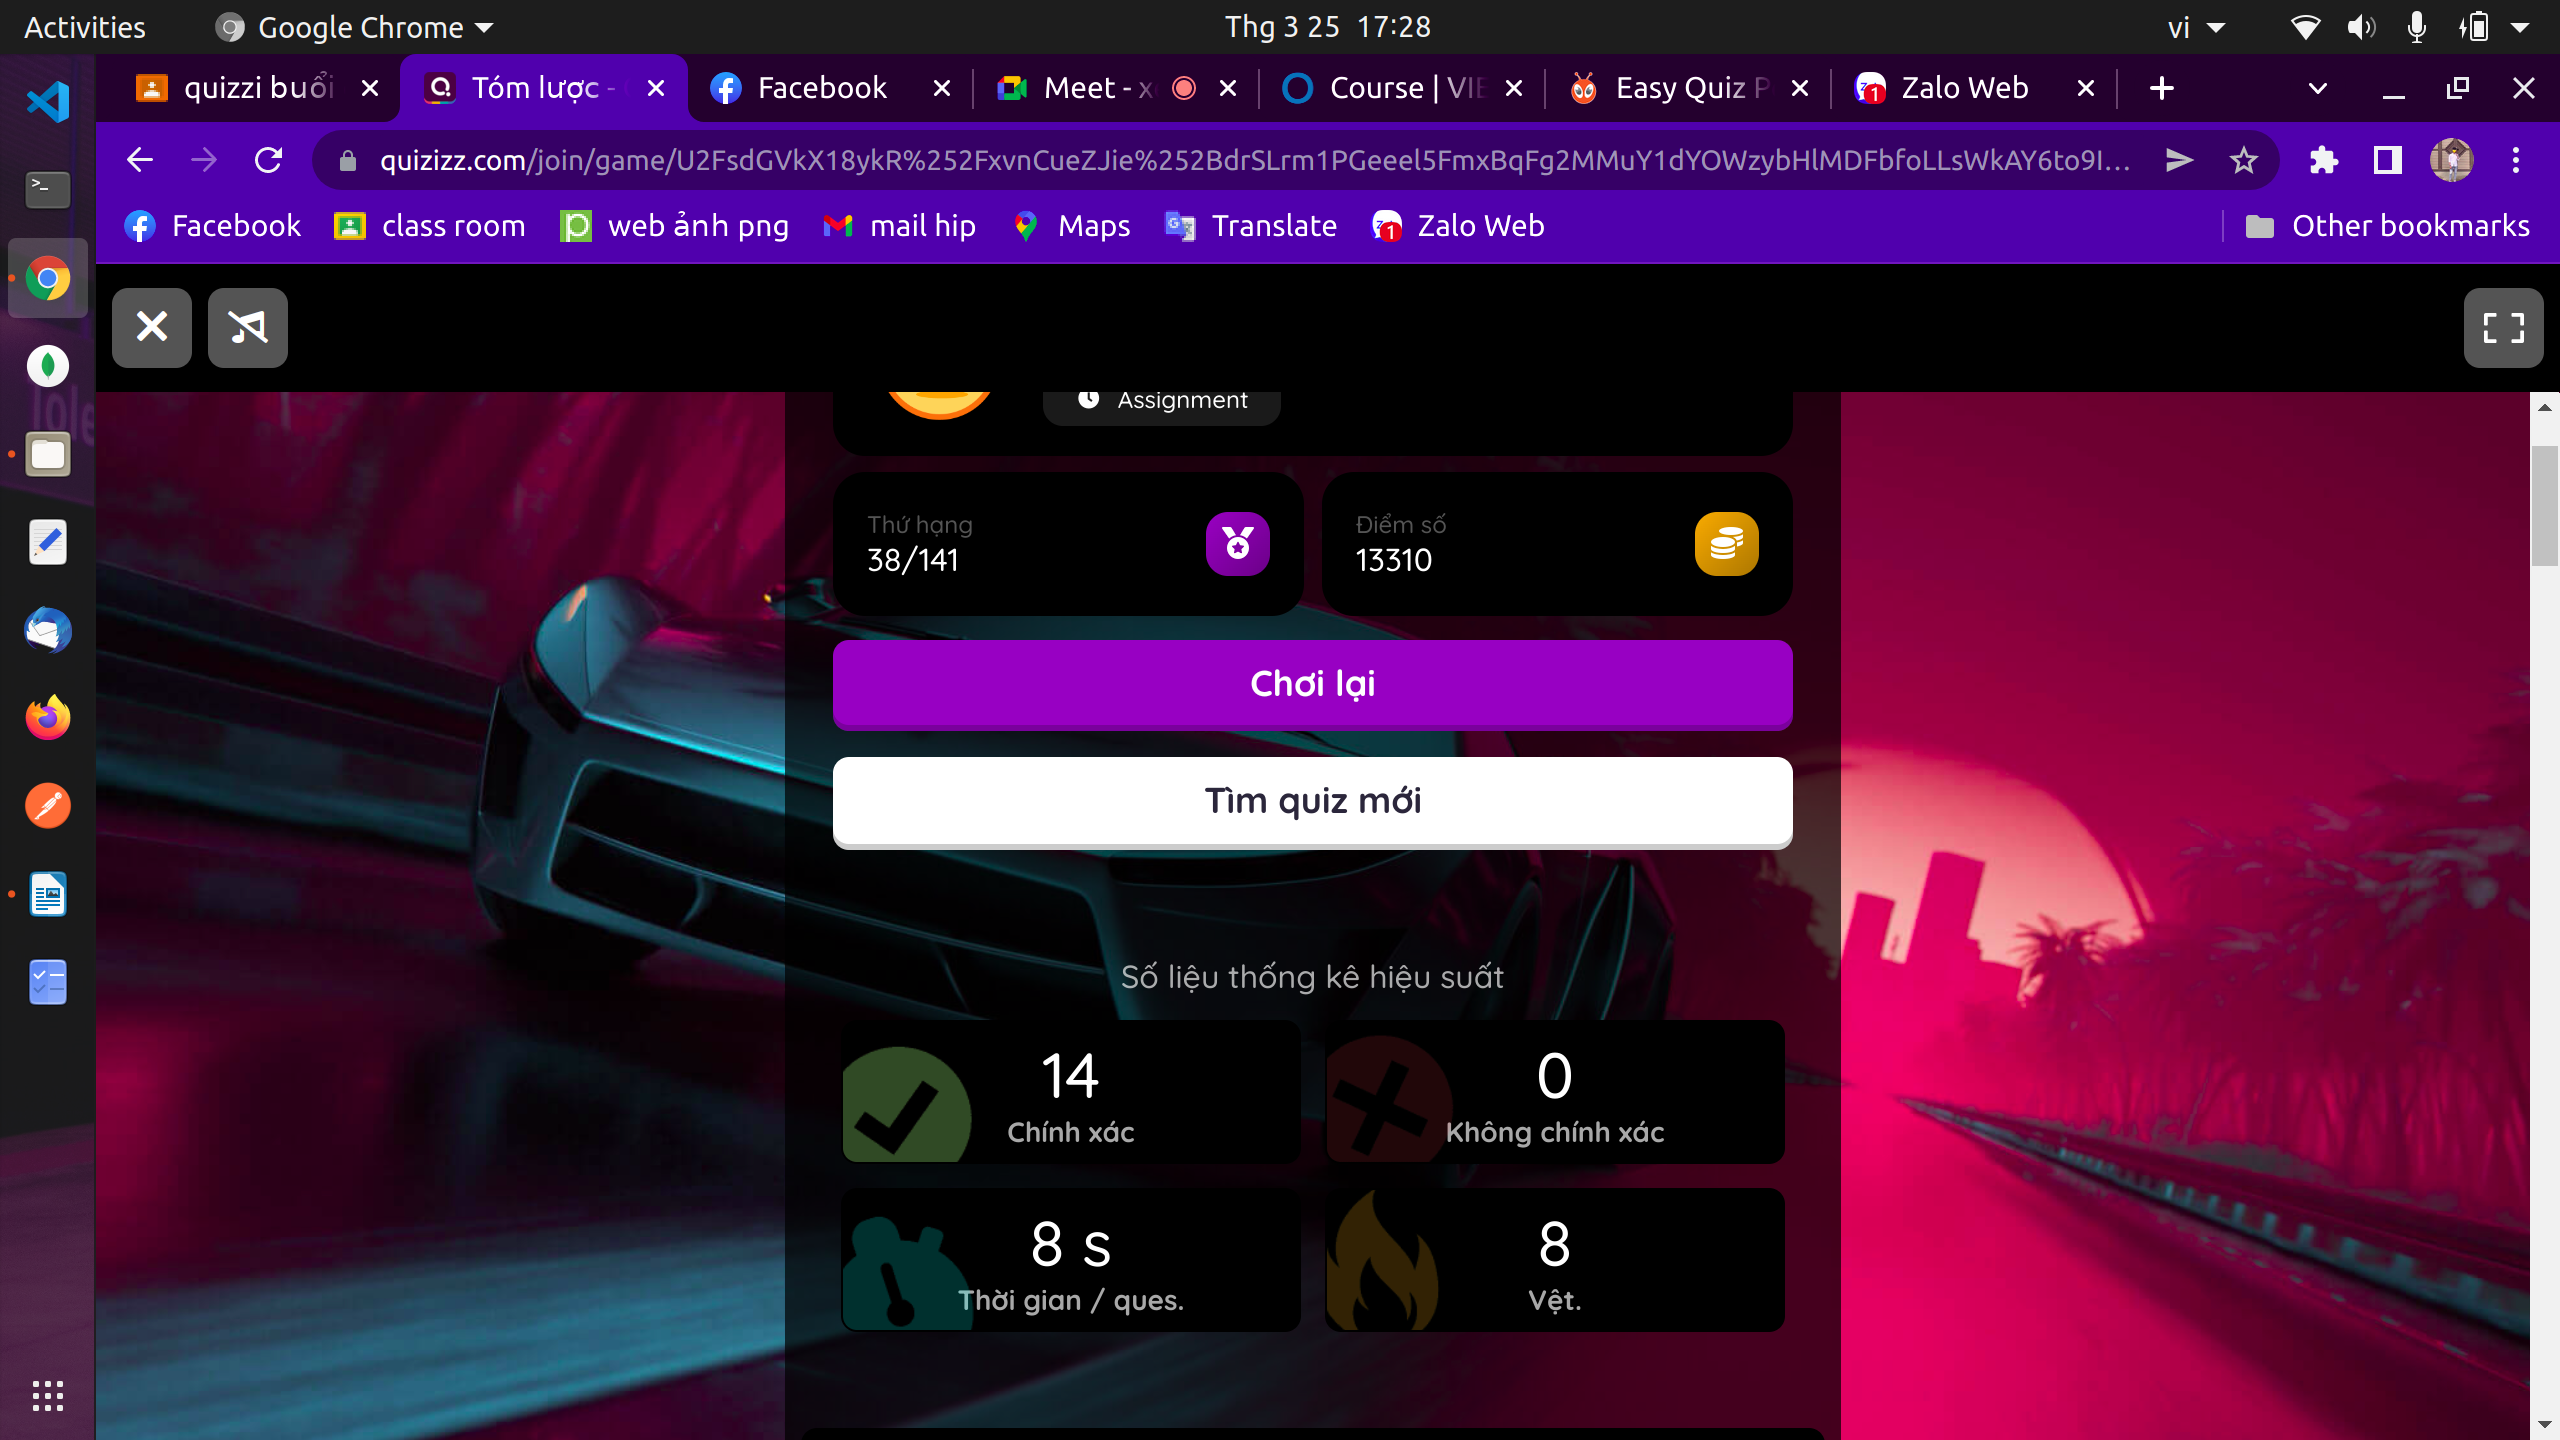 Activities
Google Chrome
Thg 3 25 17:28
vi
quizzi buổi
Tóm lược -
Facebook
Meet - x
Course | VIE
Easy Quiz P
Zalo Web
quizizz.com/join/game/U2FsdGVkX18ykR%252FxvnCueZJie%252BdrSLrm1PGeeel5FmxBqFg2MMuY1dYOWzybHlMDFbfoLLsWkAY6to9I...
Facebook
class room
web ảnh png
mail hip
Maps
Translate
Zalo Web
Other bookmarks
Assignment
Thứ hạng
38/141
Điểm số
13310
Chơi lại
Tìm quiz mới
Số liệu thống kê hiệu suất
14
Chính xác
0
Không chính xác
8 s
Thời gian / ques.
8
Vệt.